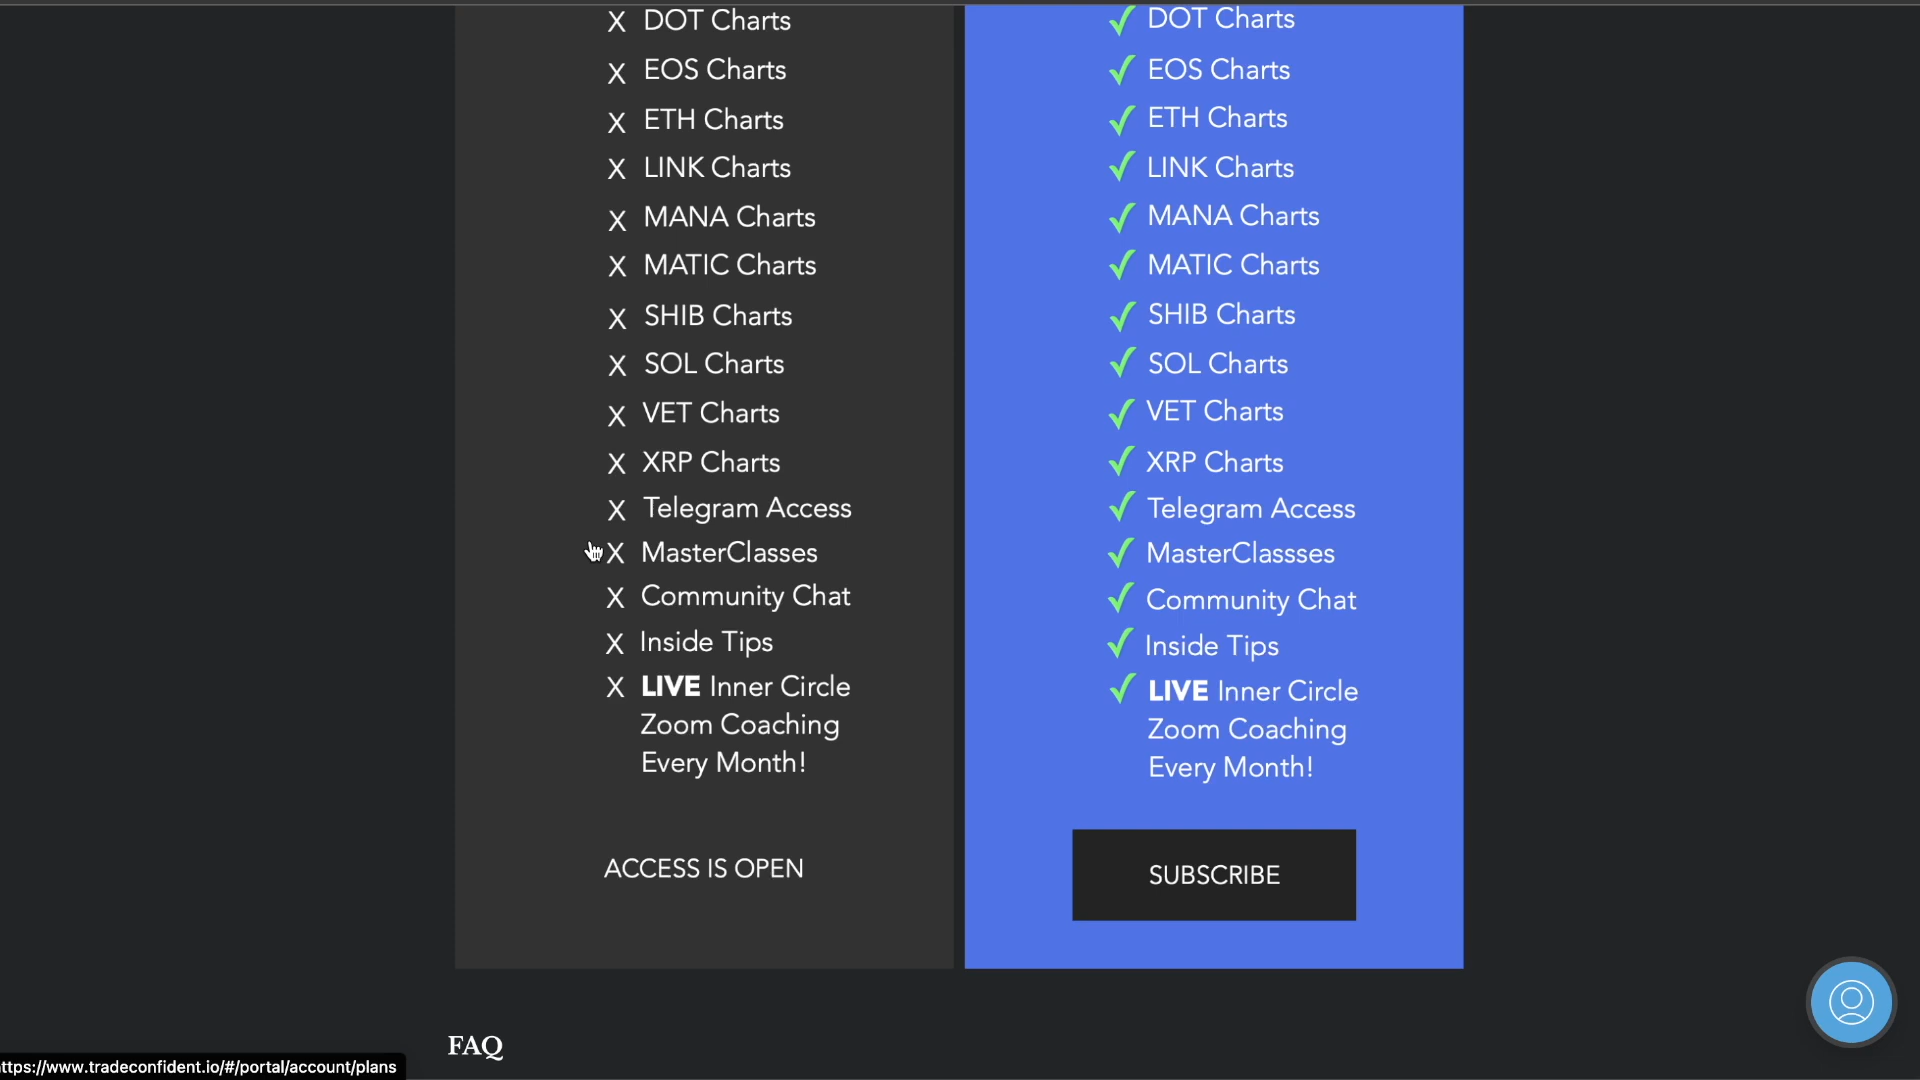 X DOT Charts
X EOS Charts
X ETH Charts
X LINK Charts
X MANA Charts
X MATIC Charts
X SHIB Charts
X SOL Charts
X VET Charts
X XRP Charts
X Telegram Access
X MasterClasses
X Community Chat
X Inside Tips
X LIVE Inner Circle
Zoom Coaching
Every Month!
ACCESS IS OPEN
✓ DOT Charts
✓ EOS Charts
✓ ETH Charts
✓ LINK Charts
✓ MANA Charts
✓ MATIC Charts
✓ SHIB Charts
✓ SOL Charts
✓ VET Charts
✓ XRP Charts
✓ Telegram Access
✓ MasterClassses
✓ Community Chat
✓ Inside Tips
✓ LIVE Inner Circle
Zoom Coaching
Every Month!
SUBSCRIBE
FAQ
ttps://www.tradeconfident.io/#/portal/account/plans